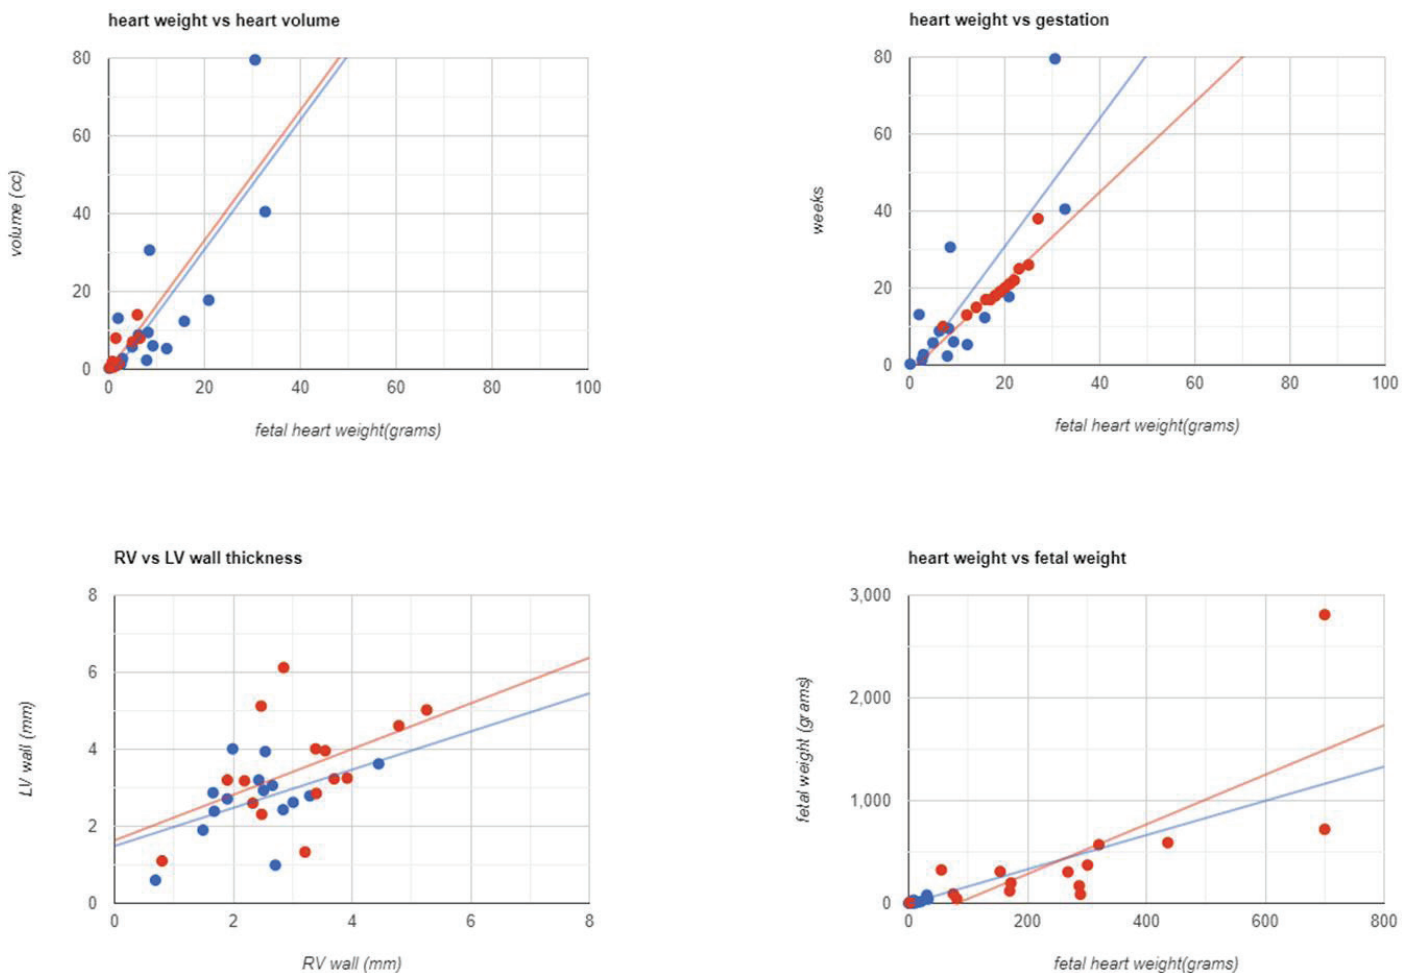 heart weight vs heart volume
80
60
40
20
0
0 20 40 60 80 100
volume (cc)
fetal heart weight(grams)
heart weight vs gestation
80
60
40
20
0
0 20 40 60 80 100
weeks
fetal heart weight(grams)
RV vs LV wall thickness
8
6
4
2
0
0 2 4 6 8
LV wall (mm)
RV wall (mm)
heart weight vs fetal weight
3,000
2,000
1,000
0
0 200 400 600 800
fetal weight (grams)
fetal heart weight(grams)